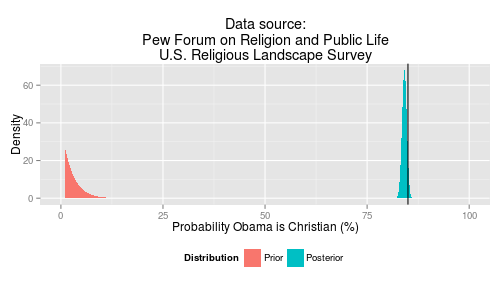 Data source:
Pew Forum on Religion and Public Life
U.S. Religious Landscape Survey
Density
60
40
20
0
0 25 50 75 100
Probability Obama is Christian (%)
Distribution Prior Posterior